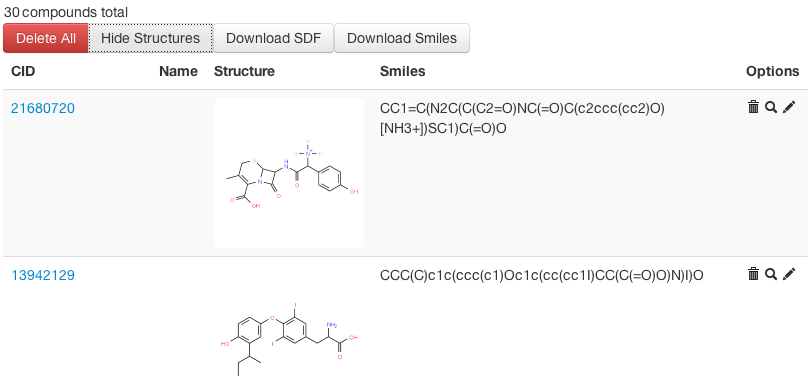 30 compounds total
Delete All Hide Structures Download SDF Download Smiles
CID Name Structure Smiles Options
21680720 CC1=C(N2C(C(C2=O)NC(=O)C(c2ccc(cc2)O)
[NH3+])SC1)C(=O)O
H
H N+ H
S H
N
N O
O
OH
O
OH
13942129 CCC(C)c1c(ccc(c1)Oc1c(cc(cc1I)CC(C(=O)O)N)I)O
I
O NH2
HO I OH
O